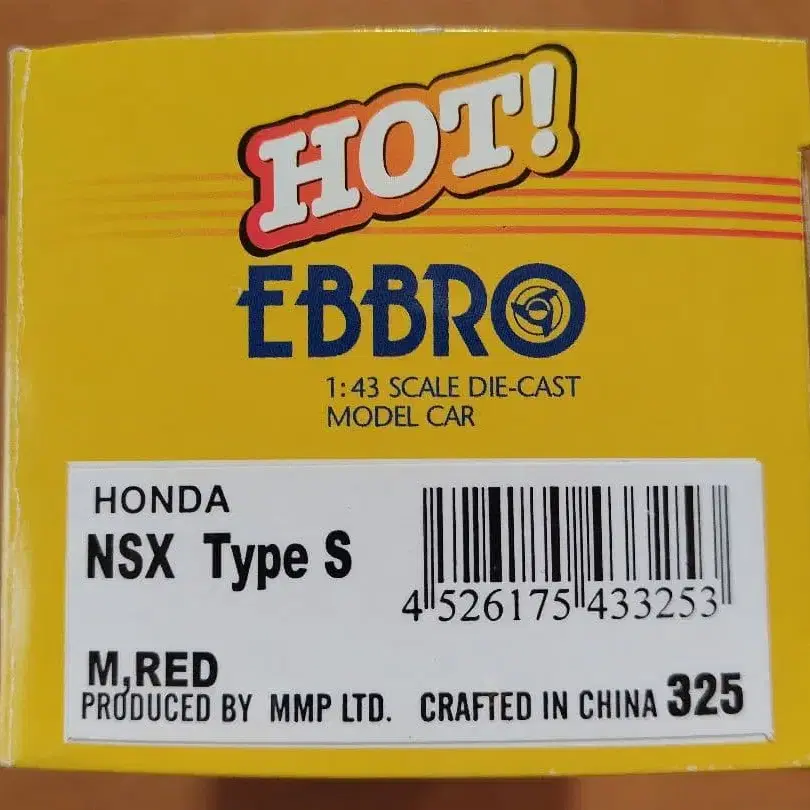 HOT!
EBBRO
1:43 SCALE DIE-CAST
MODEL CAR
HONDA
NSX Type S
4 526175 433253
M,RED
PRODUCED BY MMP LTD. CRAFTED IN CHINA 325